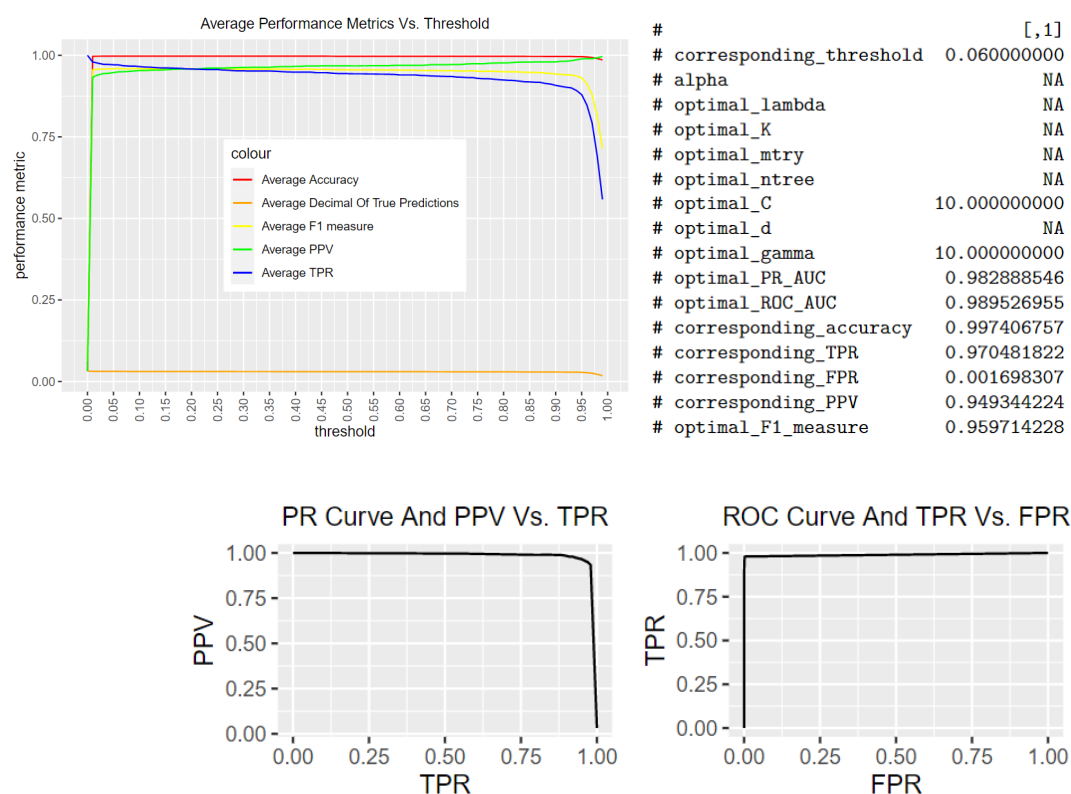 Average Performance Metrics Vs. Threshold
performance metric
1.00
0.75
0.50
0.25
0.00
colour
Average Accuracy
Average Decimal Of True Predictions
Average F1 measure
Average PPV
Average TPR
0.00 0.05 0.10 0.15 0.20 0.25 0.30 0.35 0.40 0.45 0.50 0.55 0.60 0.65 0.70 0.75 0.80 0.85 0.90 0.95 1.00
threshold
# [,1]
# corresponding_threshold 0.060000000
# alpha NA
# optimal_lambda NA
# optimal_K NA
# optimal_mtry NA
# optimal_ntree NA
# optimal_C 10.000000000
# optimal_d NA
# optimal_gamma 10.000000000
# optimal_PR_AUC 0.982888546
# optimal_ROC_AUC 0.989526955
# corresponding_accuracy 0.997406757
# corresponding_TPR 0.970481822
# corresponding_FPR 0.001698307
# corresponding_PPV 0.949344224
# optimal_F1_measure 0.959714228
PR Curve And PPV Vs. TPR
PPV
1.00
0.75
0.50
0.25
0.00
0.00 0.25 0.50 0.75 1.00
TPR
ROC Curve And TPR Vs. FPR
TPR
1.00
0.75
0.50
0.25
0.00
0.00 0.25 0.50 0.75 1.00
FPR